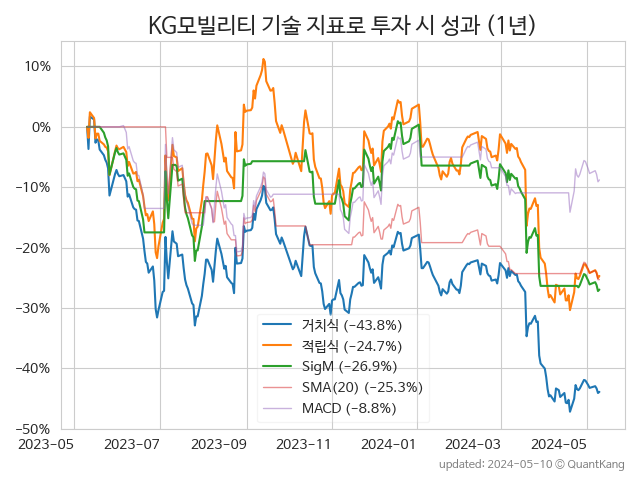 KG모빌리티 기술 지표로 투자 시 성과 (1년)
10%
0%
−10%
−20%
−30%
−40%
−50%
거치식 (−43.8%)
적립식 (−24.7%)
SigM (−26.9%)
SMA(20) (−25.3%)
MACD (−8.8%)
2023-05
2023-07
2023-09
2023-11
2024-01
2024-03
2024-05
updated: 2024-05-10 ⓒ QuantKang